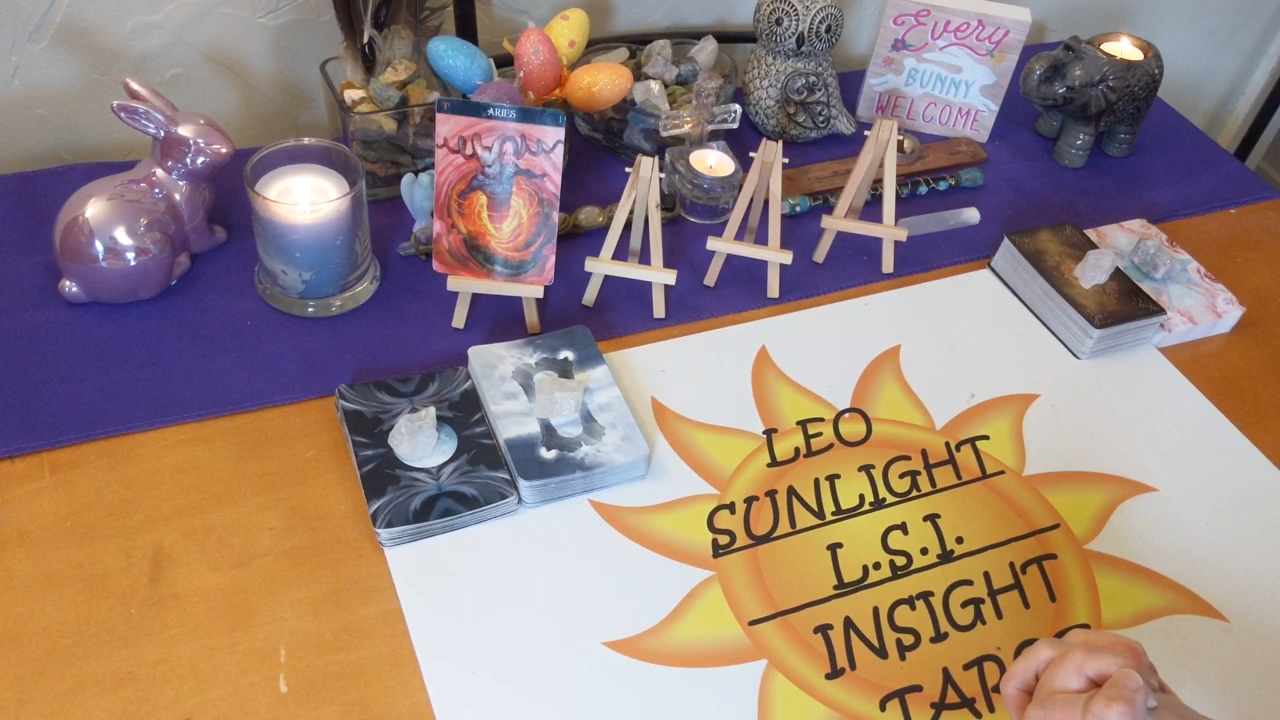 Every
BUNNY
WELCOME
ARIES
LEO
SUNLIGHT
L.S.I.
INSIGHT